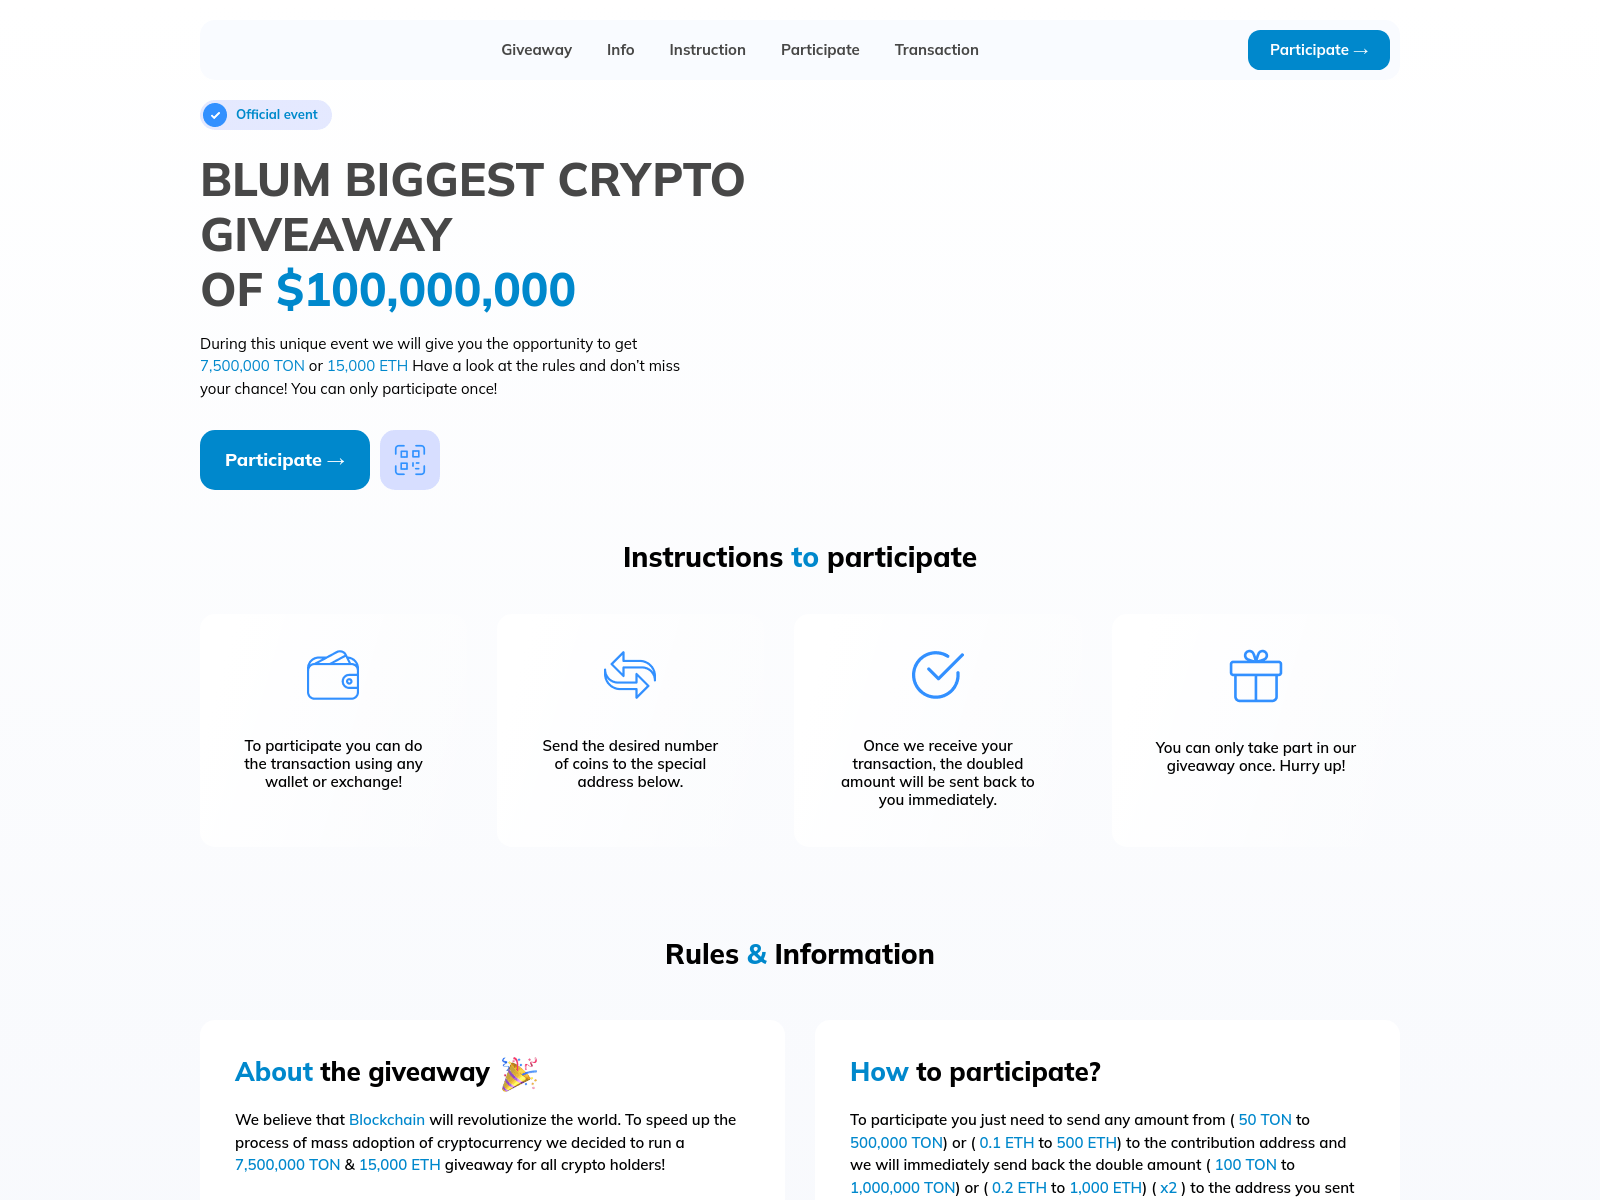 Giveaway Info Instruction Participate Transaction Participate →
Official event
BLUM BIGGEST CRYPTO
GIVEAWAY
OF $100,000,000
During this unique event we will give you the opportunity to get
7,500,000 TON or 15,000 ETH Have a look at the rules and don't miss
your chance! You can only participate once!
Participate →
Instructions to participate
To participate you can do
the transaction using any
wallet or exchange!
Send the desired number
of coins to the special
address below.
Once we receive your
transaction, the doubled
amount will be sent back to
you immediately.
You can only take part in our
giveaway once. Hurry up!
Rules & Information
About the giveaway 🎉
We believe that Blockchain will revolutionize the world. To speed up the
process of mass adoption of cryptocurrency we decided to run a
7,500,000 TON & 15,000 ETH giveaway for all crypto holders!
How to participate?
To participate you just need to send any amount from ( 50 TON to
500,000 TON) or ( 0.1 ETH to 500 ETH) to the contribution address and
we will immediately send back the double amount ( 100 TON to
1,000,000 TON) or ( 0.2 ETH to 1,000 ETH) ( x2 ) to the address you sent